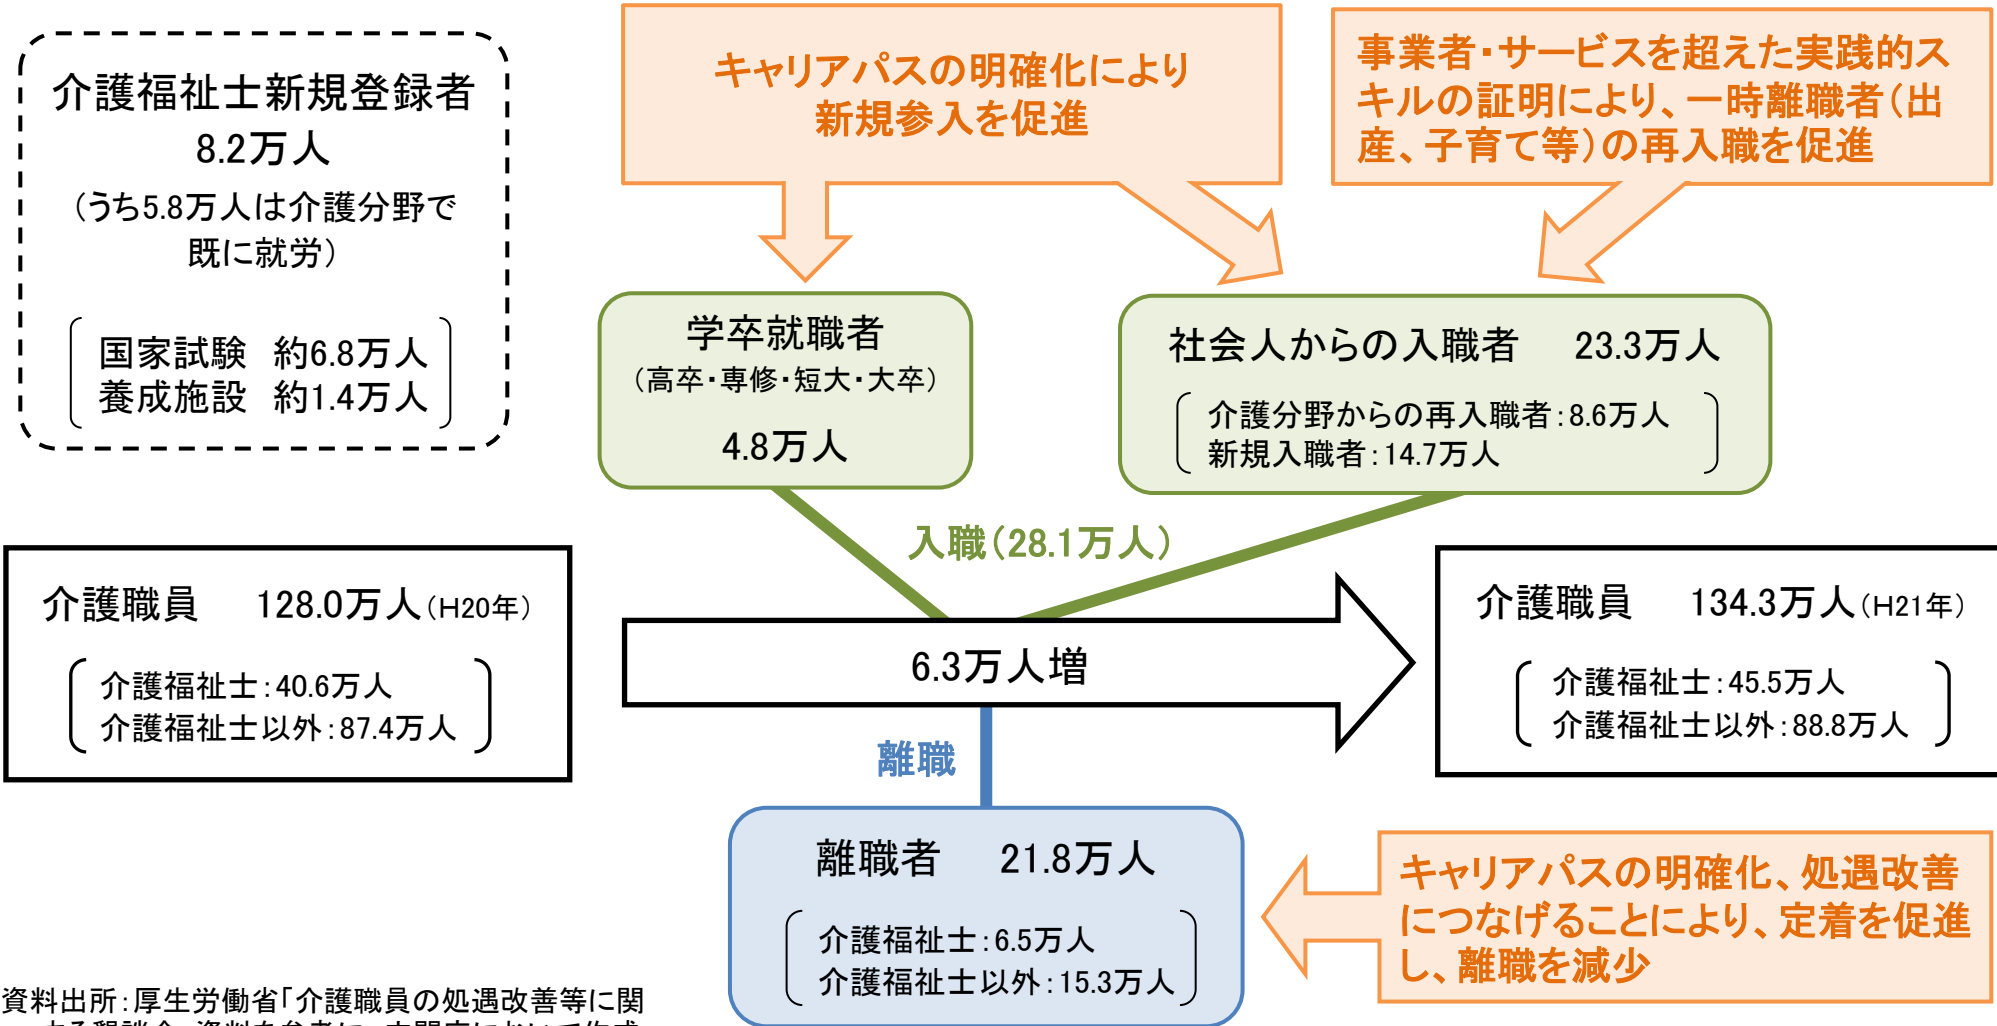 介護福祉士新規登録者
8.2万人
（うち5.8万人は介護分野で
既に就労）
国家試験　約6.8万人
養成施設　約1.4万人
キャリアパスの明確化により
新規参入を促進
事業者・サービスを超えた実践的ス
キルの証明により、一時離職者（出
産、子育て等）の再入職を促進
学卒就職者
（高卒・専修・短大・大卒）
4.8万人
社会人からの入職者　23.3万人
介護分野からの再入職者：8.6万人
新規入職者：14.7万人
入職（28.1万人）
介護職員　128.0万人（H20年）
介護福祉士：40.6万人
介護福祉士以外：87.4万人
6.3万人増
介護職員　134.3万人（H21年）
介護福祉士：45.5万人
介護福祉士以外：88.8万人
離職
離職者　21.8万人
介護福祉士：6.5万人
介護福祉士以外：15.3万人
キャリアパスの明確化、処遇改善
につなげることにより、定着を促進
し、離職を減少
資料出所：厚生労働省「介護職員の処遇改善等に関